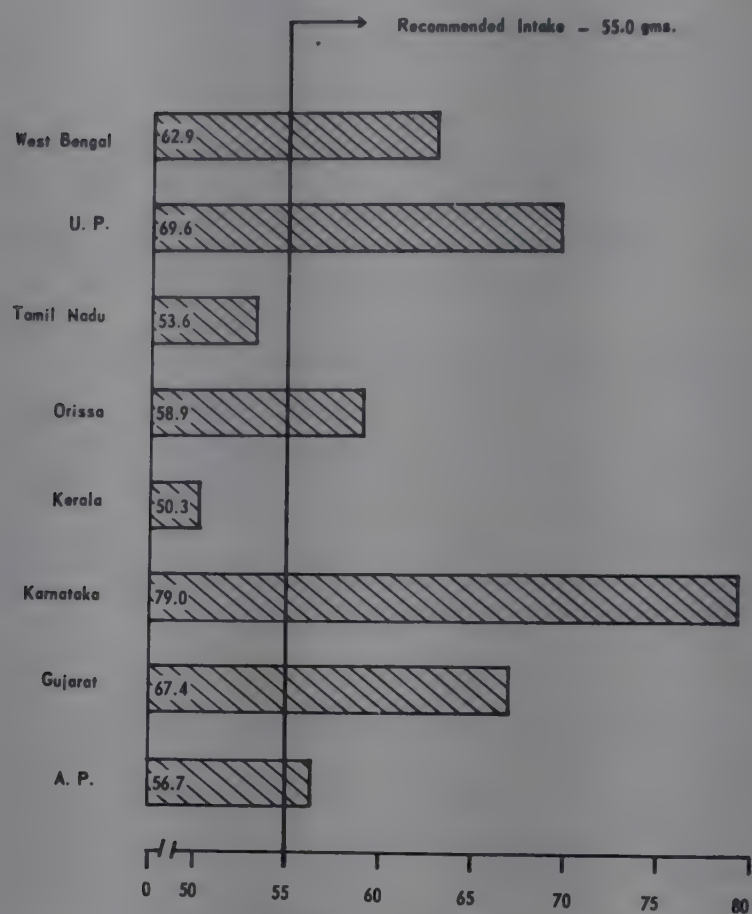 Recommended Intake – 55.0 gms.
West Bengal 62.9
U. P. 69.6
Tamil Nadu 53.6
Orissa 58.9
Kerala 50.3
Karnataka 79.0
Gujarat 67.4
A. P. 56.7
0 50 55 60 65 70 75 80